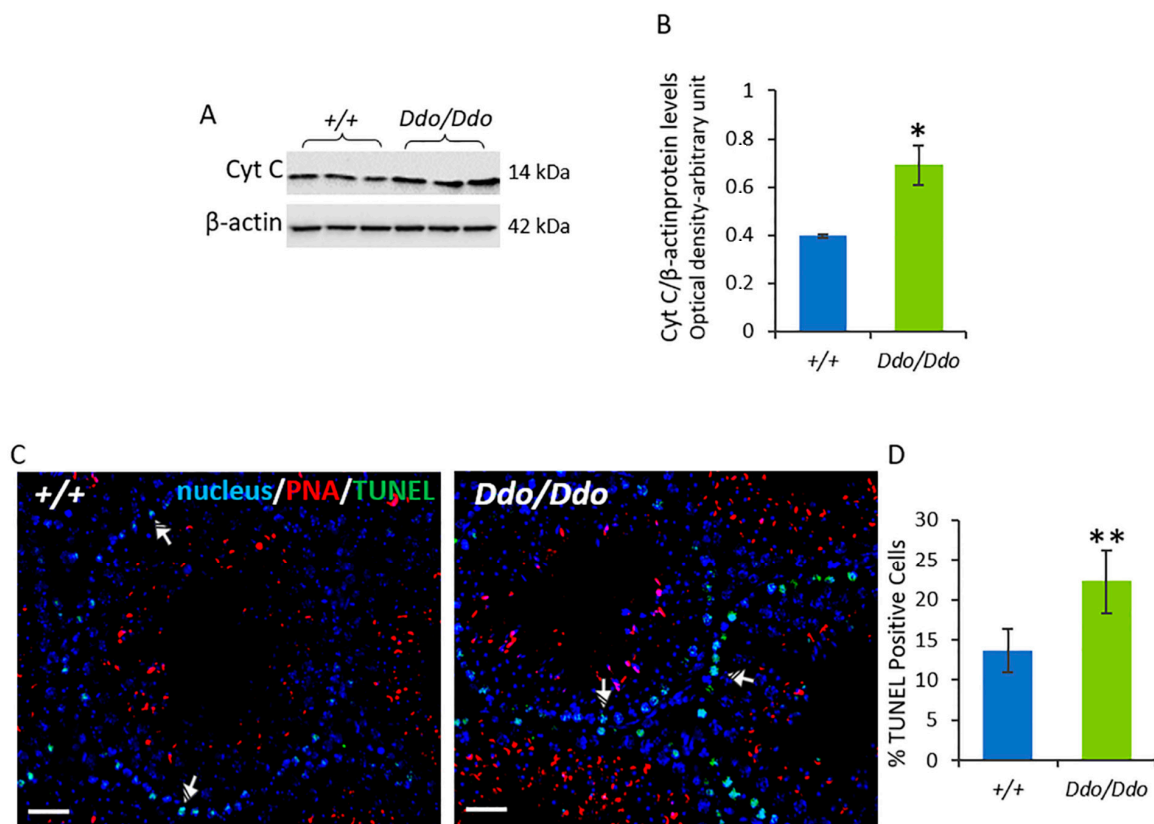 A
+/+ Ddo/Ddo
Cyt C 14 kDa
β-actin 42 kDa
B
Cyt C/β-actinprotein levels
Optical density-arbitrary unit
1
0.8
0.6
0.4
0.2
0
*
+/+ Ddo/Ddo
C
+/+ nucleus/PNA/TUNEL
Ddo/Ddo
D
% TUNEL Positive Cells
30
25
20
15
10
5
0
**
+/+ Ddo/Ddo